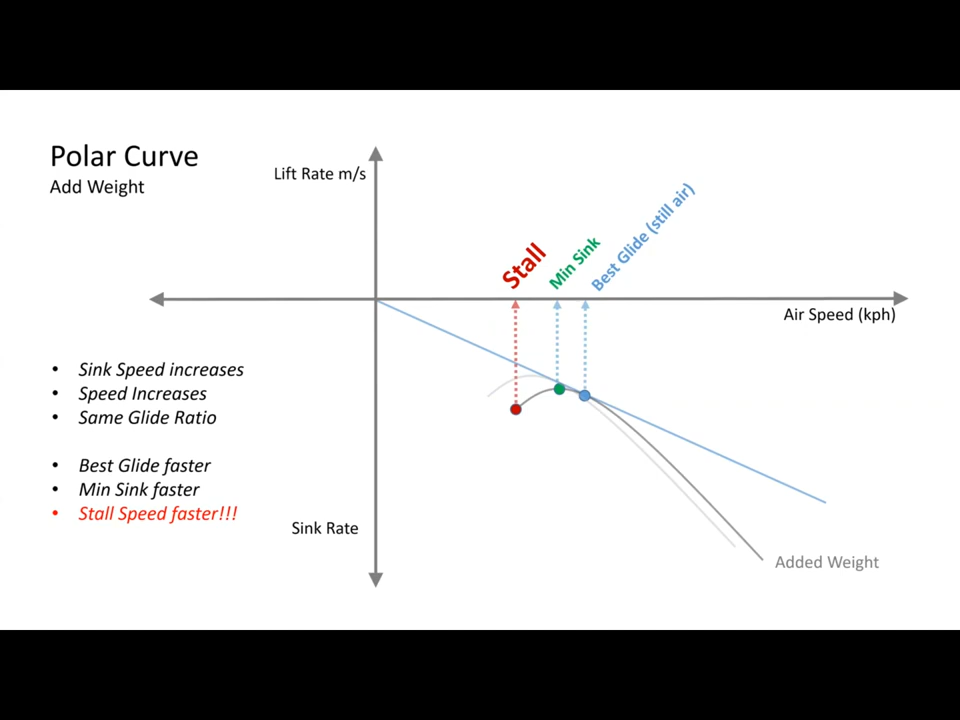 Polar Curve
Add Weight
Lift Rate m/s
Stall
Min Sink
Best Glide (still air)
Air Speed (kph)
• Sink Speed increases
• Speed Increases
• Same Glide Ratio
• Best Glide faster
• Min Sink faster
• Stall Speed faster!!!
Sink Rate
Added Weight